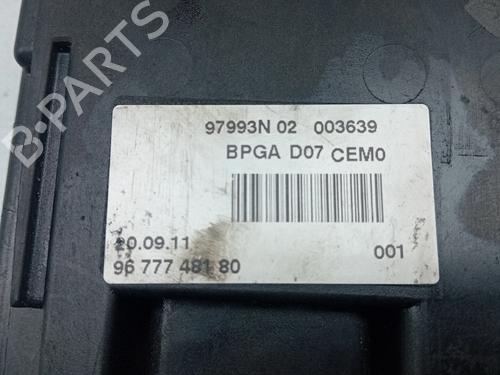 B-PARTS
97993N 02 003639
BPGA D07 CEM0
20.09.11 001
96 777 481 80